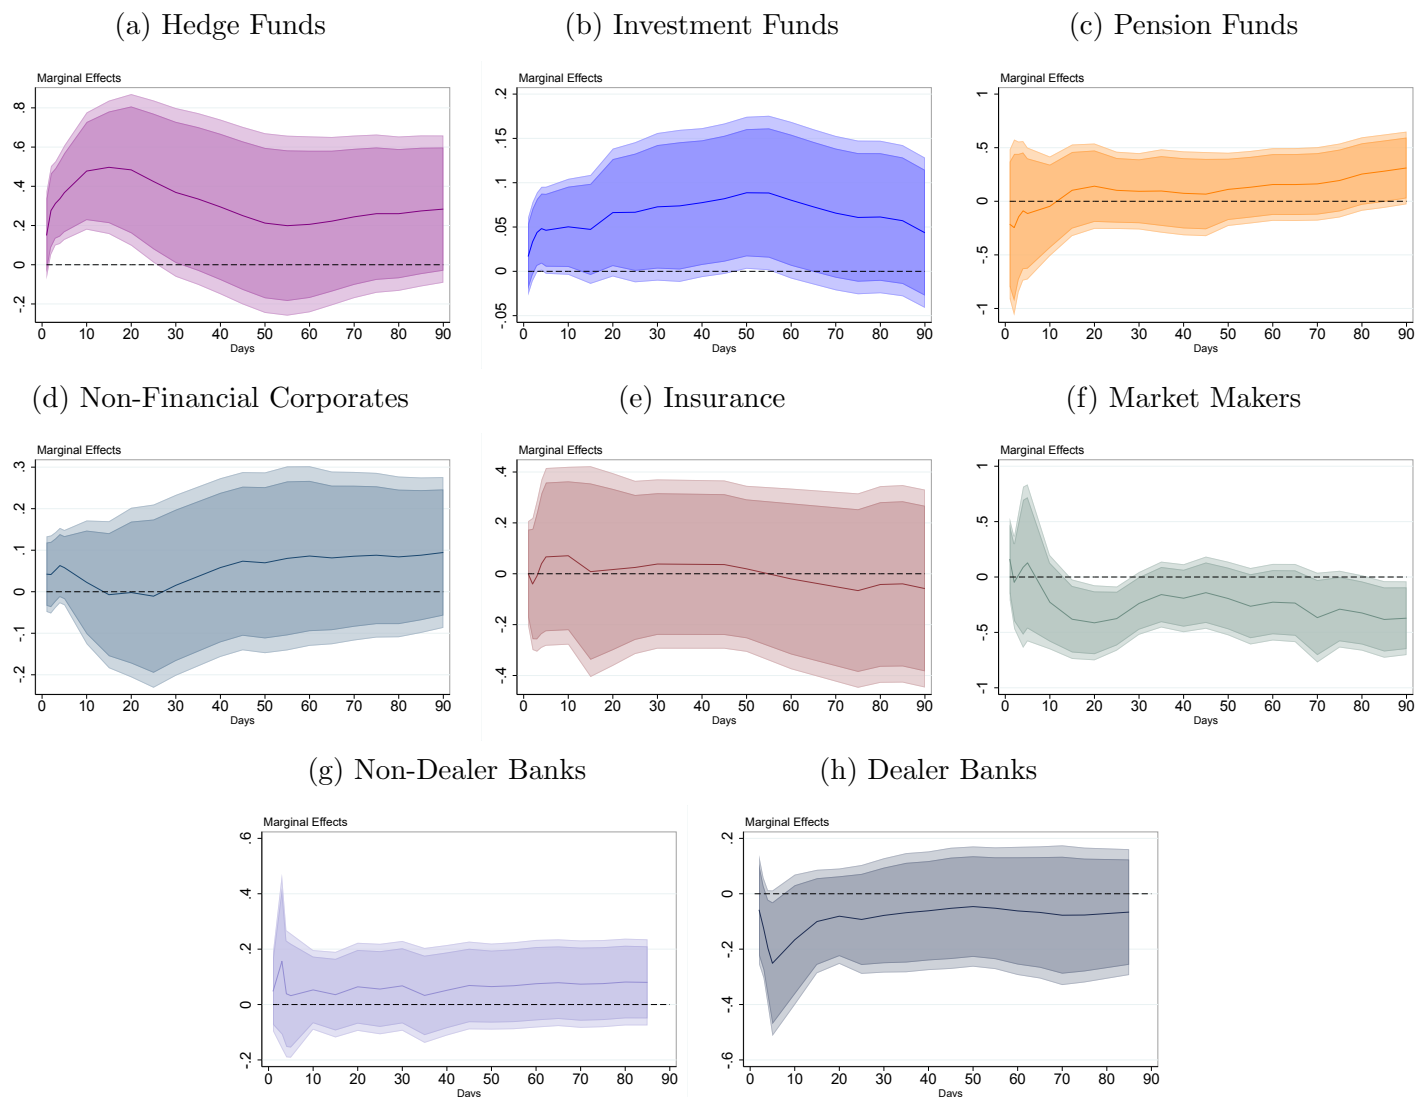 (a) Hedge Funds
Marginal Effects
.8
.6
.4
.2
0
-.2
0 10 20 30 40 50 60 70 80 90
Days
(b) Investment Funds
Marginal Effects
.2
.15
.1
.05
0
-.05
0 10 20 30 40 50 60 70 80 90
Days
(c) Pension Funds
Marginal Effects
1
.5
0
-.5
-1
0 10 20 30 40 50 60 70 80 90
Days
(d) Non-Financial Corporates
Marginal Effects
.3
.2
.1
0
-.1
-.2
0 10 20 30 40 50 60 70 80 90
Days
(e) Insurance
Marginal Effects
.4
.2
0
-.2
-.4
0 10 20 30 40 50 60 70 80 90
Days
(f) Market Makers
Marginal Effects
1
.5
0
-.5
-1
0 10 20 30 40 50 60 70 80 90
Days
(g) Non-Dealer Banks
Marginal Effects
.6
.4
.2
0
-.2
0 10 20 30 40 50 60 70 80 90
Days
(h) Dealer Banks
Marginal Effects
.2
0
-.2
-.4
-.6
0 10 20 30 40 50 60 70 80 90
Days